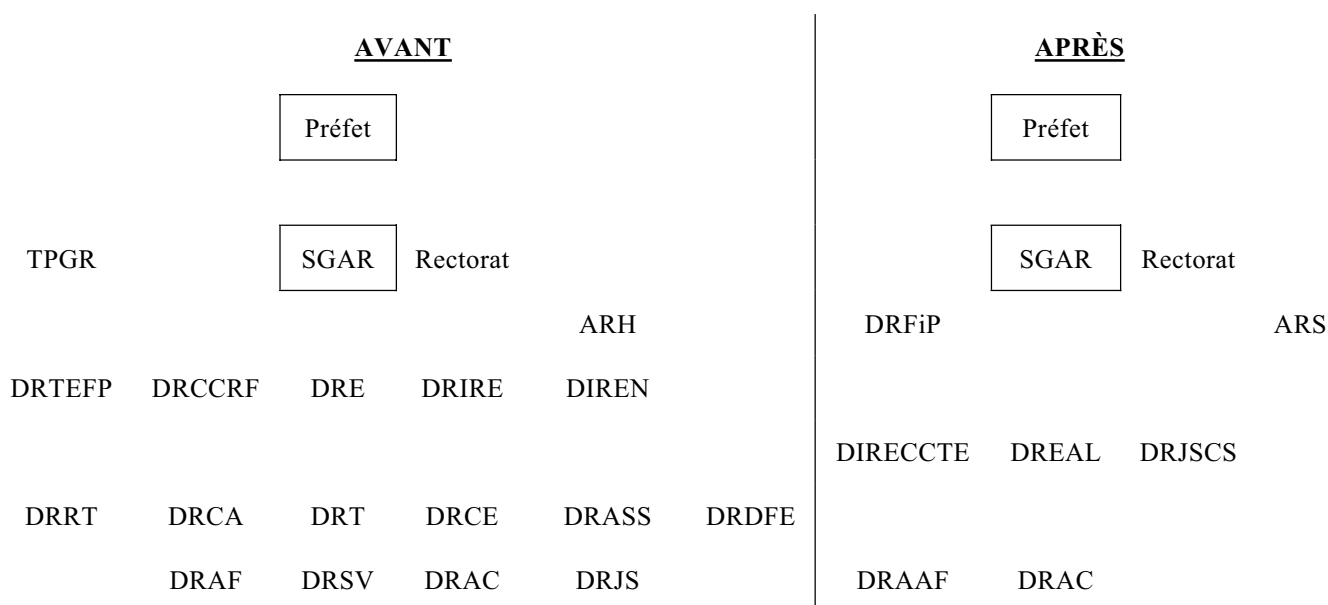 AVANT APRÈS
Préfet Préfet
TPGR SGAR Rectorat SGAR Rectorat
ARH DRFiP ARS
DRTEFP DRCCRF DRE DRIRE DIREN
DIRECCTE DREAL DRJSCS
DRRT DRCA DRT DRCE DRASS DRDFE
DRAF DRSV DRAC DRJS DRAAF DRAC